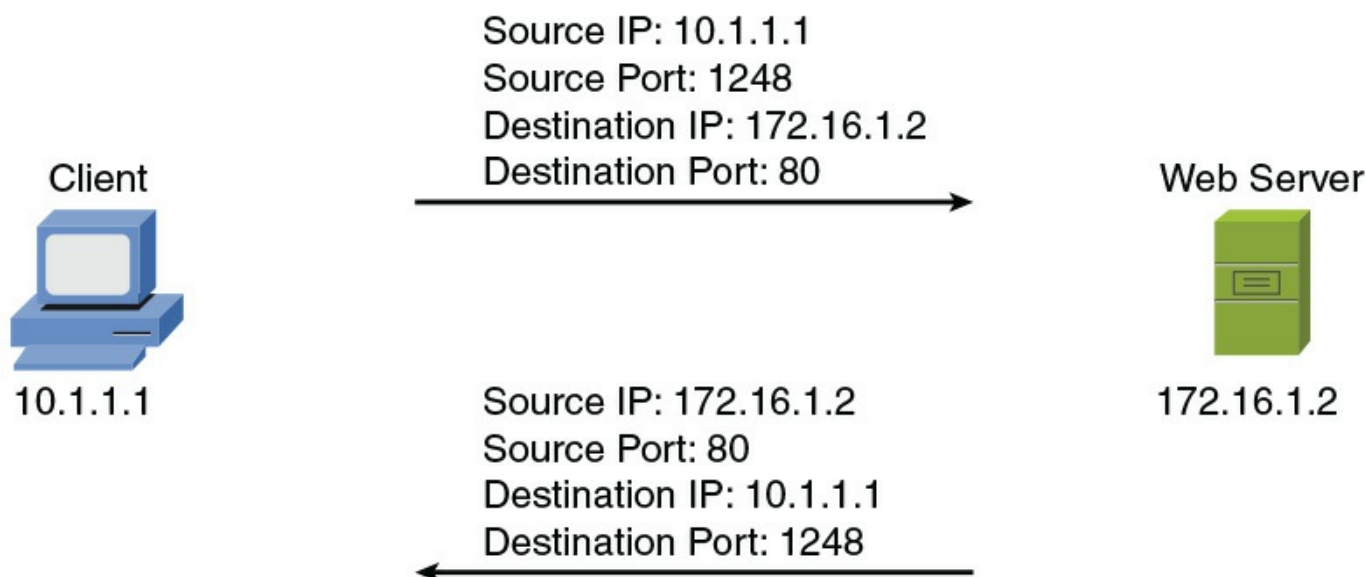 Source IP: 10.1.1.1
Source Port: 1248
Destination IP: 172.16.1.2
Destination Port: 80
Client
Web Server
10.1.1.1
172.16.1.2
Source IP: 172.16.1.2
Source Port: 80
Destination IP: 10.1.1.1
Destination Port: 1248